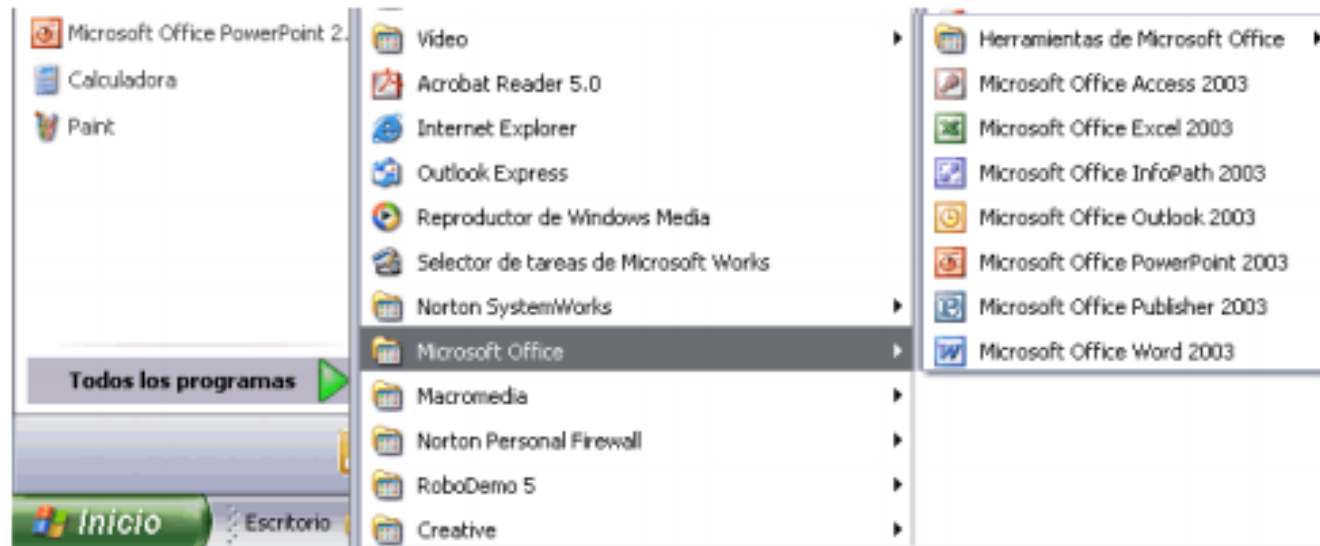 Microsoft Office PowerPoint 2.
Calculadora
Paint
Todos los programas
Inicio
Escritorio
Vídeo
Acrobat Reader 5.0
Internet Explorer
Outlook Express
Reproductor de Windows Media
Selector de tareas de Microsoft Works
Norton SystemWorks
Microsoft Office
Macromedia
Norton Personal Firewall
RoboDemo 5
Creative
Herramientas de Microsoft Office
Microsoft Office Access 2003
Microsoft Office Excel 2003
Microsoft Office InfoPath 2003
Microsoft Office Outlook 2003
Microsoft Office PowerPoint 2003
Microsoft Office Publisher 2003
Microsoft Office Word 2003